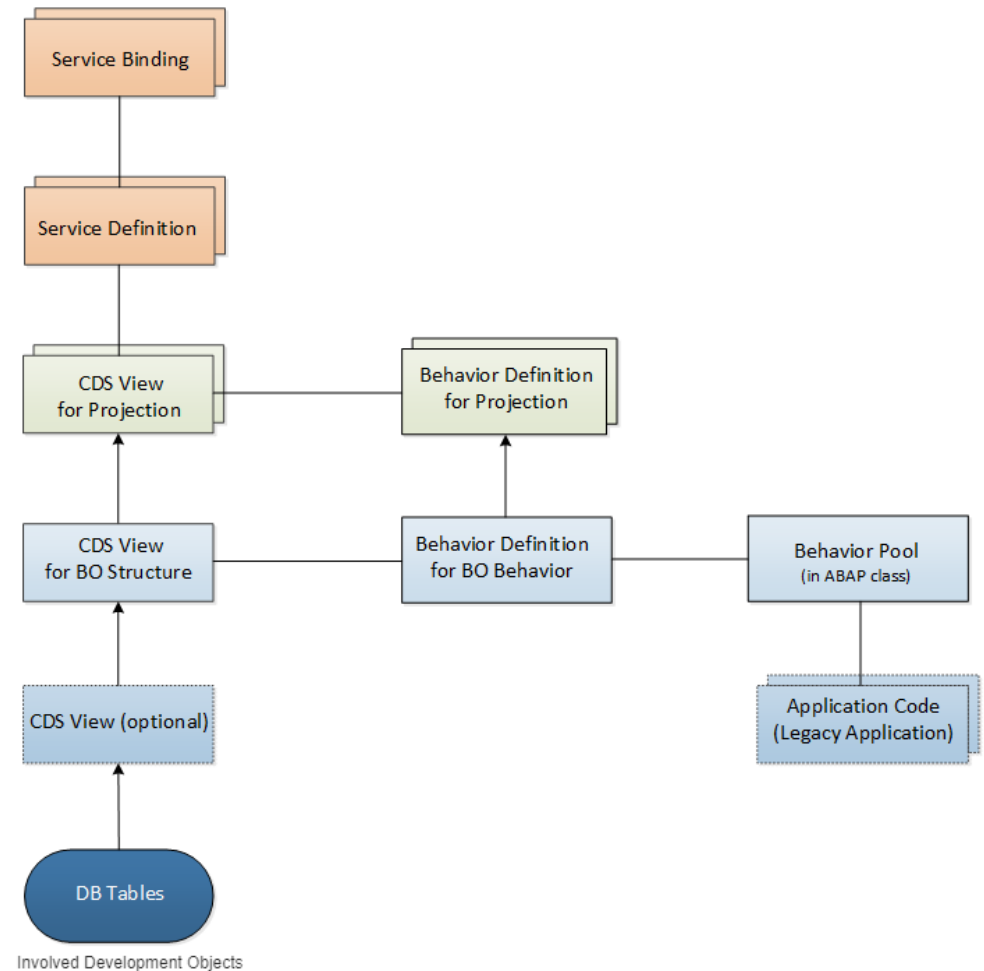 Service Binding
Service Definition
CDS View
for Projection
Behavior Definition
for Projection
CDS View
for BO Structure
Behavior Definition
for BO Behavior
Behavior Pool
(in ABAP class)
CDS View (optional)
Application Code
(Legacy Application)
DB Tables
Involved Development Objects